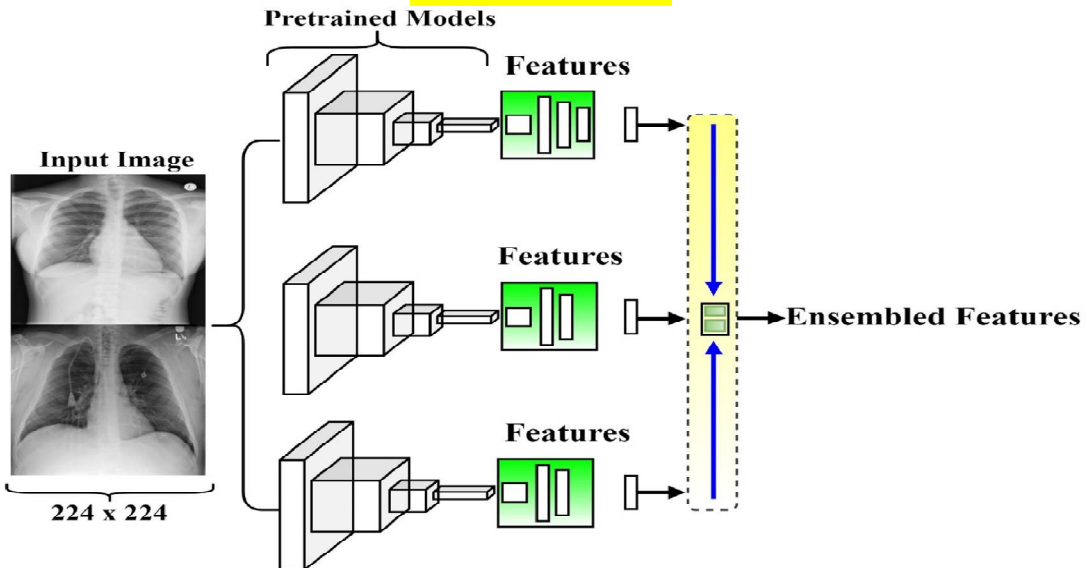 Pretrained Models
Features
Input Image
Features
Ensembled Features
Features
224 x 224